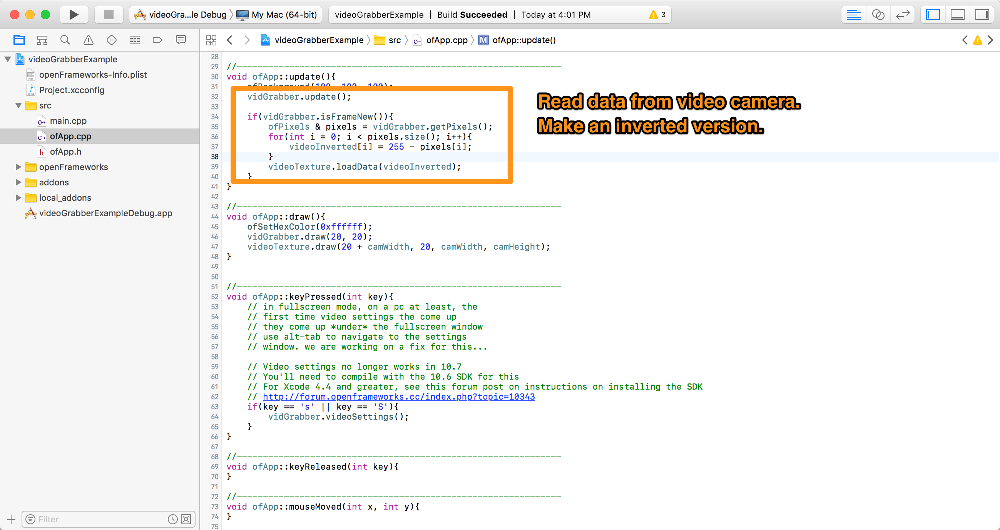 videoGra...le Debug
My Mac (64-bit)
videoGrabberExample | Build Succeeded | Today at 4:01 PM
3
videoGrabberExample
src
ofApp.cpp
M
ofApp::update()
videoGrabberExample
openFrameworks-Info.plist
Project.xcconfig
src
main.cpp
ofApp.cpp
ofApp.h
openFrameworks
addons
local_addons
videoGrabberExampleDebug.app
Filter
28
29 //--------------------------------------------------------------
30 void ofApp::update(){
31 ofBackground(100, 100, 100);
32 vidGrabber.update();
33
34 if(vidGrabber.isFrameNew()){
35 ofPixels & pixels = vidGrabber.getPixels();
36 for(int i = 0; i < pixels.size(); i++){
37 videoInverted[i] = 255 - pixels[i];
38 }
39 videoTexture.loadData(videoInverted);
40 }
41 }
42
43 //--------------------------------------------------------------
44 void ofApp::draw(){
45 ofSetHexColor(0xffffff);
46 vidGrabber.draw(20, 20);
47 videoTexture.draw(20 + camWidth, 20, camWidth, camHeight);
48 }
49
50
51 //--------------------------------------------------------------
52 void ofApp::keyPressed(int key){
53 // in fullscreen mode, on a pc at least, the
54 // first time video settings the come up
55 // they come up *under* the fullscreen window
56 // use alt-tab to navigate to the settings
57 // window. we are working on a fix for this...
58
59 // Video settings no longer works in 10.7
60 // You'll need to compile with the 10.6 SDK for this
61 // For Xcode 4.4 and greater, see this forum post on instructions on installing the SDK
62 // http://forum.openframeworks.cc/index.php?topic=10343
63 if(key == 's' || key == 'S'){
64 vidGrabber.videoSettings();
65 }
66 }
67
68 //--------------------------------------------------------------
69 void ofApp::keyReleased(int key){
70 }
71
72 //--------------------------------------------------------------
73 void ofApp::mouseMoved(int x, int y){
74 }
75
Read data from video camera.
Make an inverted version.